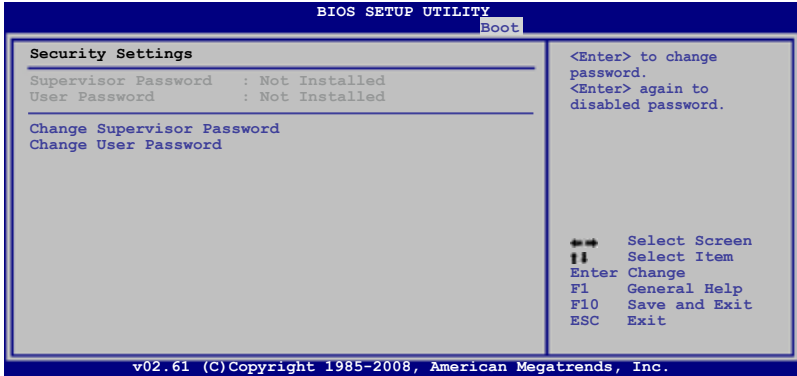 BIOS SETUP UTILITY
Boot
Security Settings
Supervisor Password : Not Installed
User Password : Not Installed
Change Supervisor Password
Change User Password
<Enter> to change
password.
<Enter> again to
disabled password.
Select Screen
Select Item
Enter Change
F1 General Help
F10 Save and Exit
ESC Exit
v02.61 (C)Copyright 1985-2008, American Megatrends, Inc.